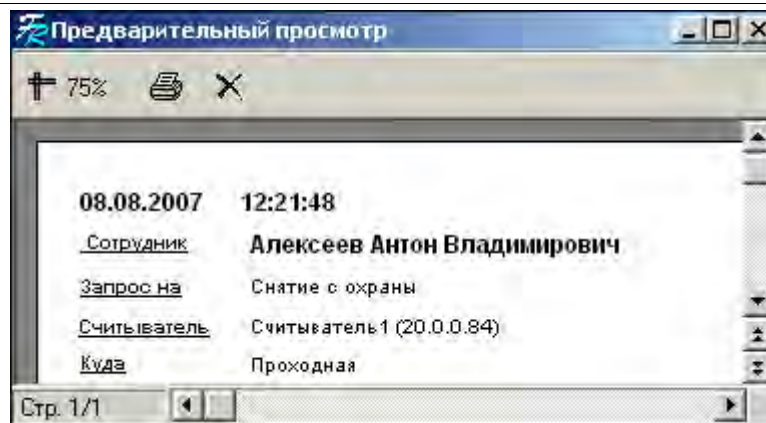 FR Предварительный просмотр
75%
08.08.2007 12:21:48
Сотрудник Алексеев Антон Владимирович
Запрос на Снятие с охраны
Считыватель Считыватель1 (20.0.0.84)
Куда Проходная
Стр. 1/1